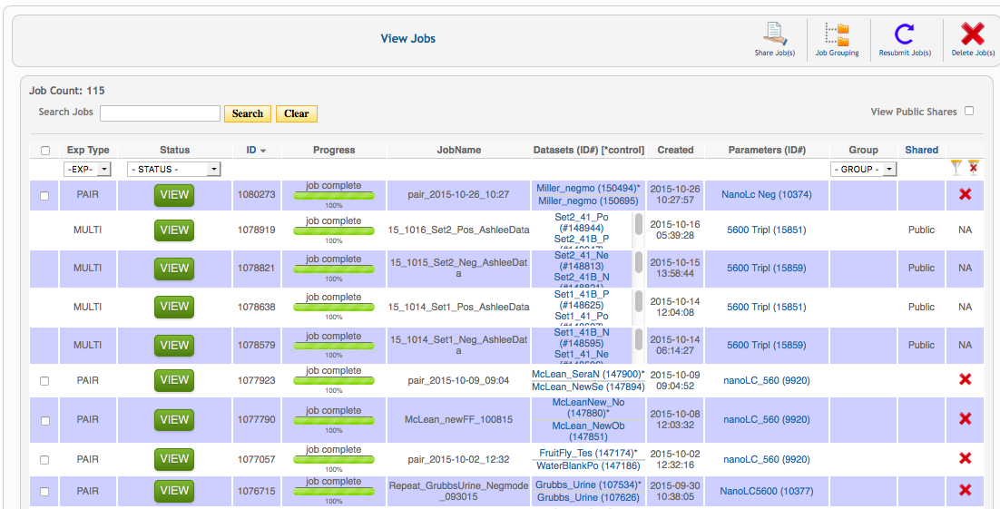 View Jobs
Share Job(s)
Job Grouping
Resubmit Job(s)
Delete Job(s)
Job Count: 115
Search Jobs
Search
Clear
View Public Shares
Exp Type Status ID Progress JobName Datasets (ID#) [*control] Created Parameters (ID#) Group Shared
-EXP- - STATUS - - GROUP -
PAIR VIEW 1080273 job complete 100% pair_2015-10-26_10:27 Miller_negmo (150494)* 2015-10-26 NanoLc Neg (10374)
Miller_negmo (150695) 10:27:57
MULTI VIEW 1078919 job complete 100% 15_1016_Set2_Pos_AshleeData Set2_41_Po 2015-10-16 5600 Tripl (15851) Public NA
(#148944) 05:39:28
Set2_41B_P
MULTI VIEW 1078821 job complete 100% 15_1015_Set2_Neg_AshleeDat Set2_41_Ne 2015-10-15 5600 Tripl (15859) Public NA
a (#148813) 13:58:44
Set2_41B_N
MULTI VIEW 1078638 job complete 100% 15_1014_Set1_Pos_AshleeData Set1_41B_P 2015-10-14 5600 Tripl (15851) Public NA
(#148625) 12:04:08
Set1_41_Po
MULTI VIEW 1078579 job complete 100% 15_1014_Set1_Neg_AshleeDat Set1_41B_N 2015-10-14 5600 Tripl (15859) Public NA
a (#148595) 06:14:27
Set1_41_Ne
PAIR VIEW 1077923 job complete 100% pair_2015-10-09_09:04 McLean_SeraN (147900)* 2015-10-09 nanoLC_560 (9920)
McLean_NewSe (147894) 09:04:52
PAIR VIEW 1077790 job complete 100% McLean_newFF_100815 McLeanNew_No 2015-10-08 nanoLC_560 (9920)
(147880)* 12:03:32
McLean_NewOb
(147851)
PAIR VIEW 1077057 job complete 100% pair_2015-10-02_12:32 FruitFly_Tes (147174)* 2015-10-02 nanoLC_560 (9920)
WaterBlankPo (147186) 12:32:16
PAIR VIEW 1076715 job complete 100% Repeat_GrubbsUrine_Negmode Grubbs_Urine (107534)* 2015-09-30 NanoLC5600 (10377)
_093015 Grubbs_Urine (107626) 10:38:05